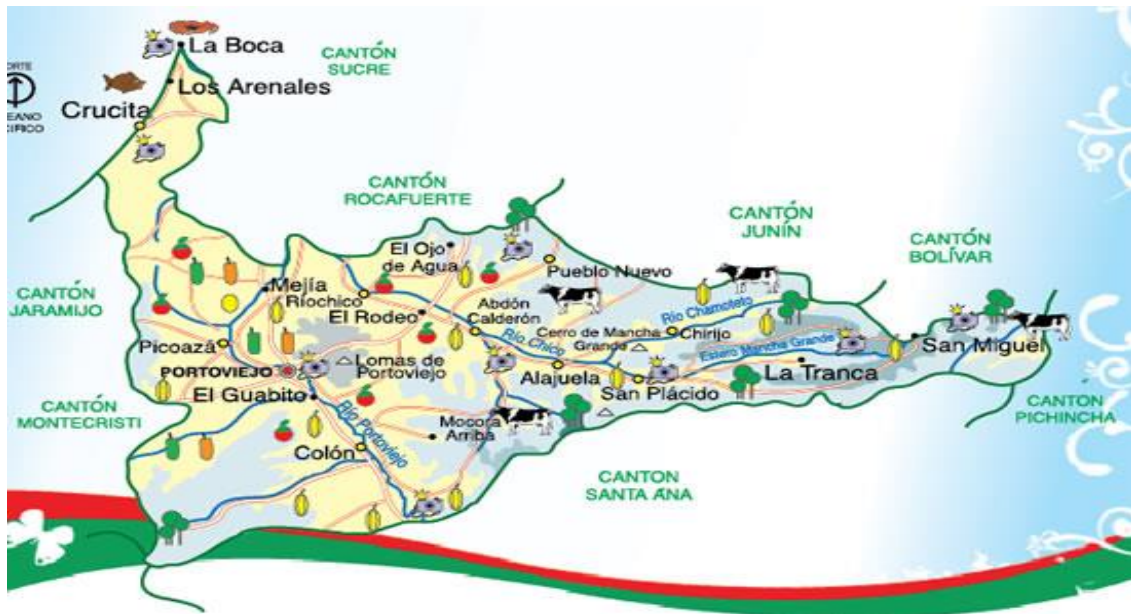 La Boca
CANTÓN
SUCRE
Los Arenales
Crucita
CANTÓN
ROCAFUERTE
CANTÓN
JUNÍN
CANTÓN
BOLÍVAR
El Ojo
de Agua
Pueblo Nuevo
CANTÓN
JARAMIJO
Mejía
Ríochico
El Rodeo
Abdón
Calderón
Río Chico
Cerro de Mancha
Grande
Chirijo
Río Chamoteto
Estero Mancha Grande
San Miguel
Picoazá
PORTOVIEJO
Lomas de
Portoviejo
Alajuela
San Plácido
La Tranca
El Guabito
CANTÓN
MONTECRISTI
Río Portoviejo
Mocora
Arriba
Colón
CANTÓN
PICHINCHA
CANTON
SANTA ÁNA